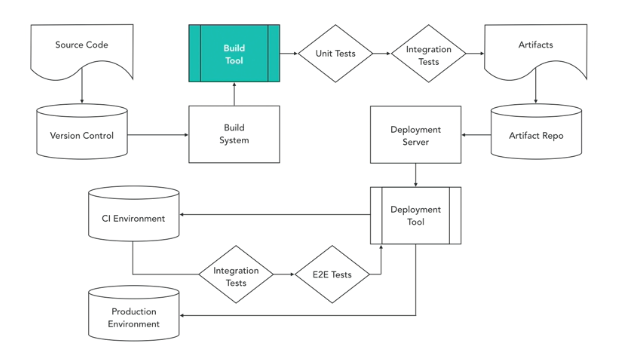 Source Code
Build
Tool
Unit Tests
Integration
Tests
Artifacts
Version Control
Build
System
Deployment
Server
Artifact Repo
CI Environment
Deployment
Tool
Integration
Tests
E2E Tests
Production
Environment